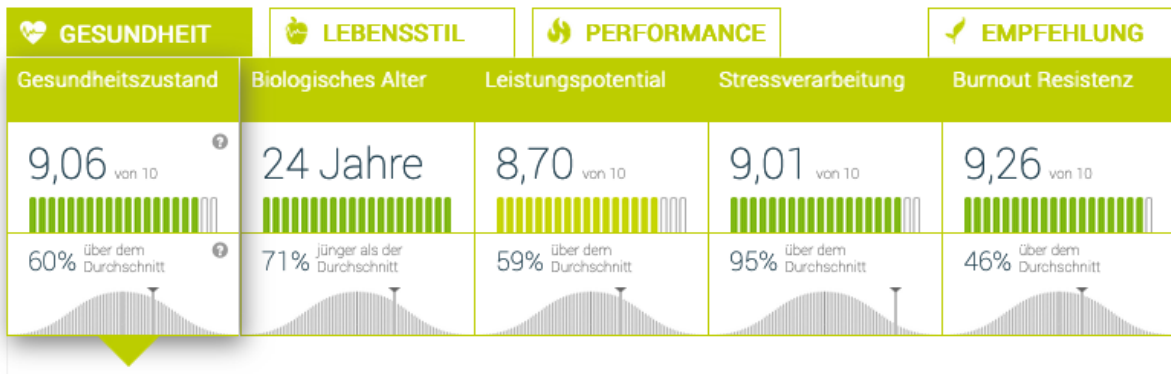 GESUNDHEIT
LEBENSSTIL
PERFORMANCE
EMPFEHLUNG
Gesundheitszustand
Biologisches Alter
Leistungspotential
Stressverarbeitung
Burnout Resistenz
9,06 von 10
?
24 Jahre
8,70 von 10
9,01 von 10
9,26 von 10
60% über dem
Durchschnitt
?
71% jünger als der
Durchschnitt
59% über dem
Durchschnitt
95% über dem
Durchschnitt
46% über dem
Durchschnitt